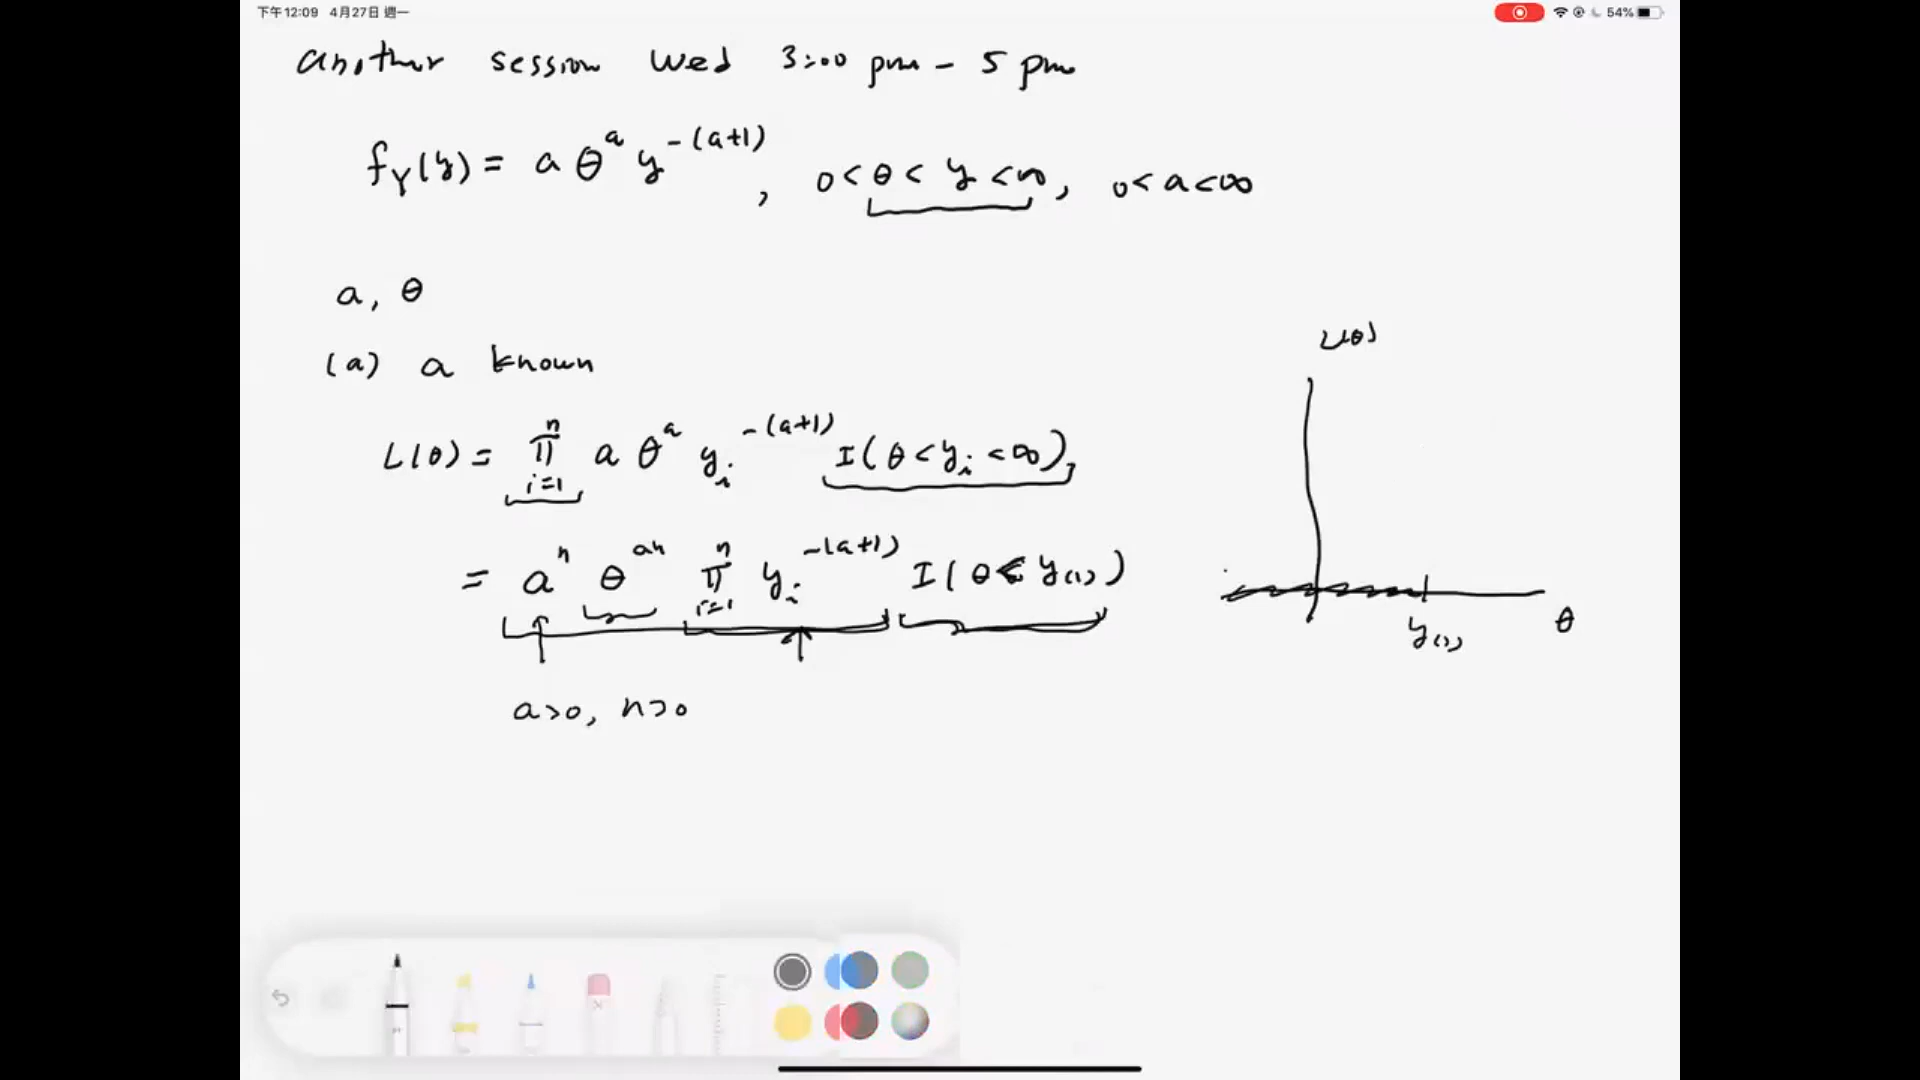 下午12:09 4月27日 週一 54%
another session wed 3:00 pm - 5 pm
f_Y(y) = a θ^a y^{-(a+1)}, 0<θ<y<∞, 0<a<∞
a, θ
(a) a known
L(θ)
L(θ) = ∏_{i=1}^n a θ^a y_i^{-(a+1)} I(θ<y_i<∞),
= a^n θ^{an} ∏_{i=1}^n y_i^{-(a+1)} I(θ≤y_{(1)})
y_{(1)} θ
a>0, n>0